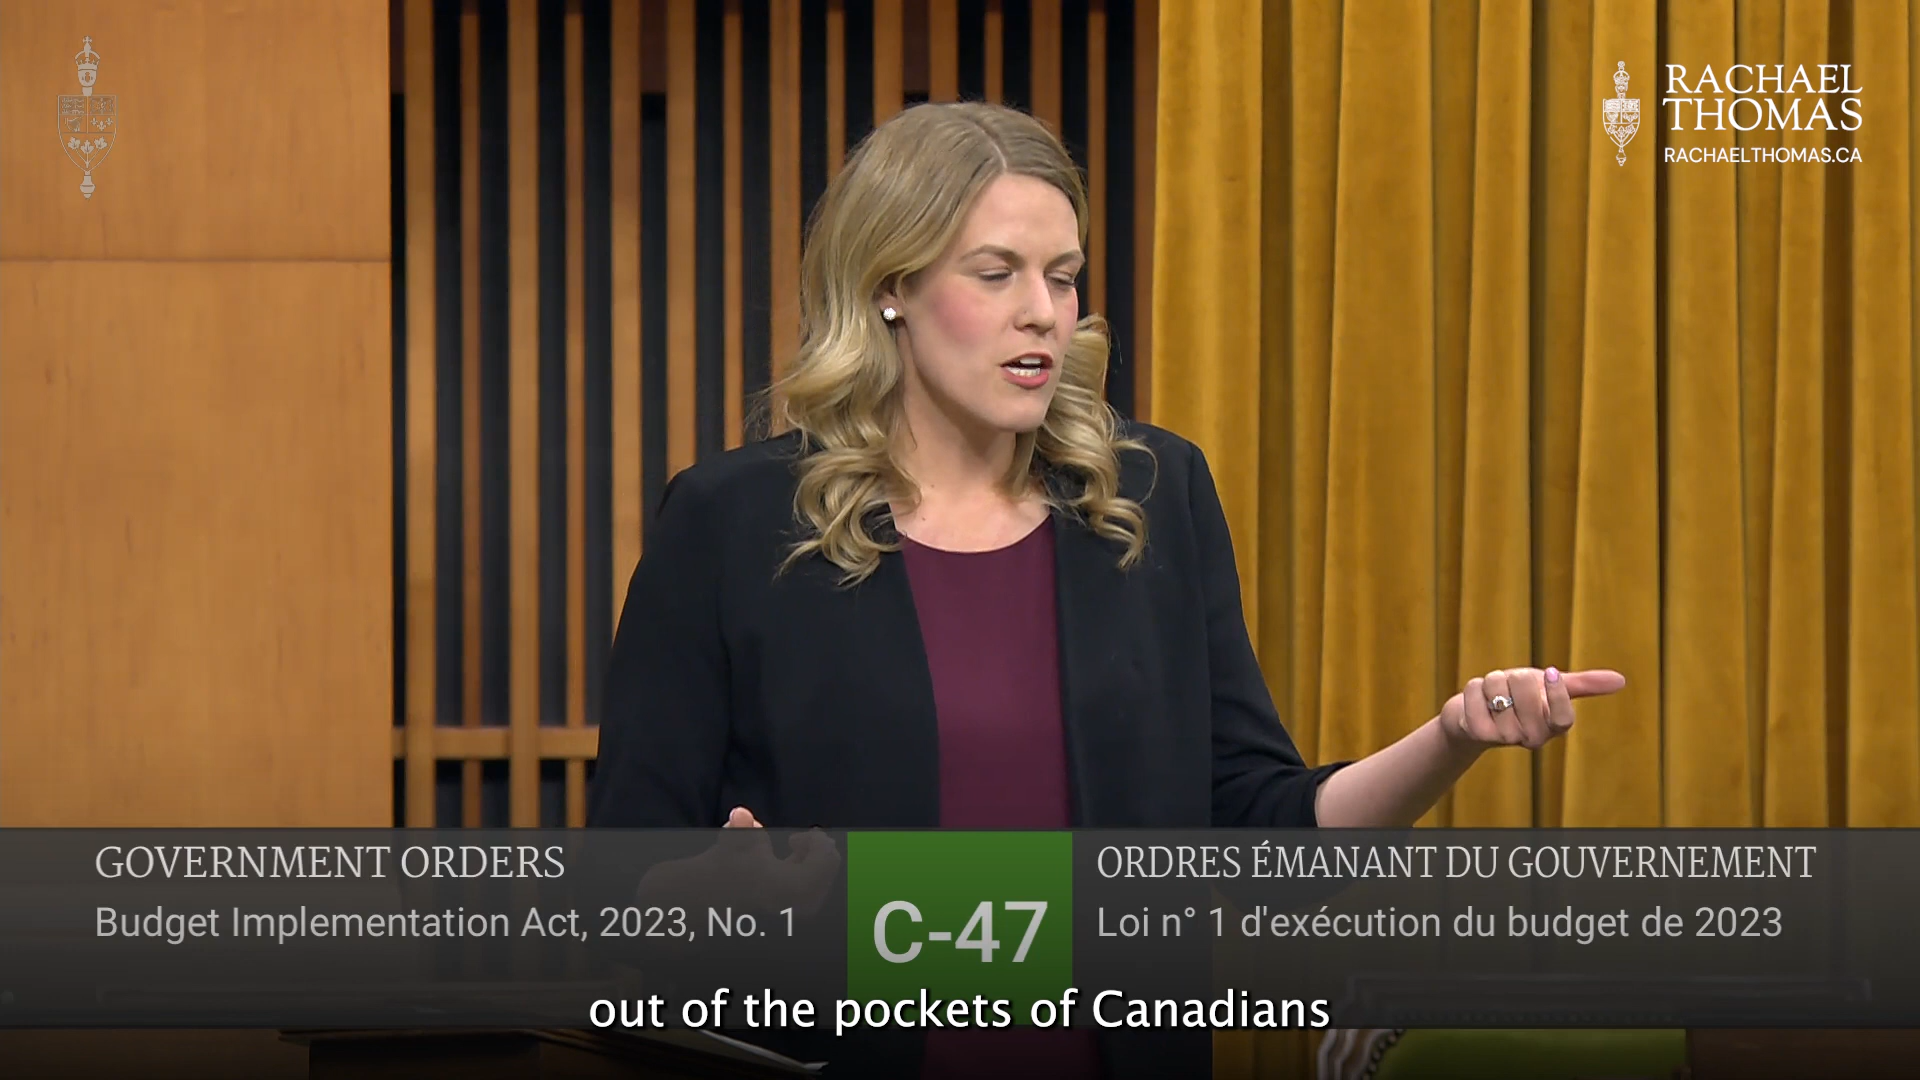 RACHAEL
THOMAS
RACHAELTHOMAS.CA
GOVERNMENT ORDERS
Budget Implementation Act, 2023, No. 1
C-47
ORDRES ÉMANANT DU GOUVERNEMENT
Loi n° 1 d'exécution du budget de 2023
out of the pockets of Canadians